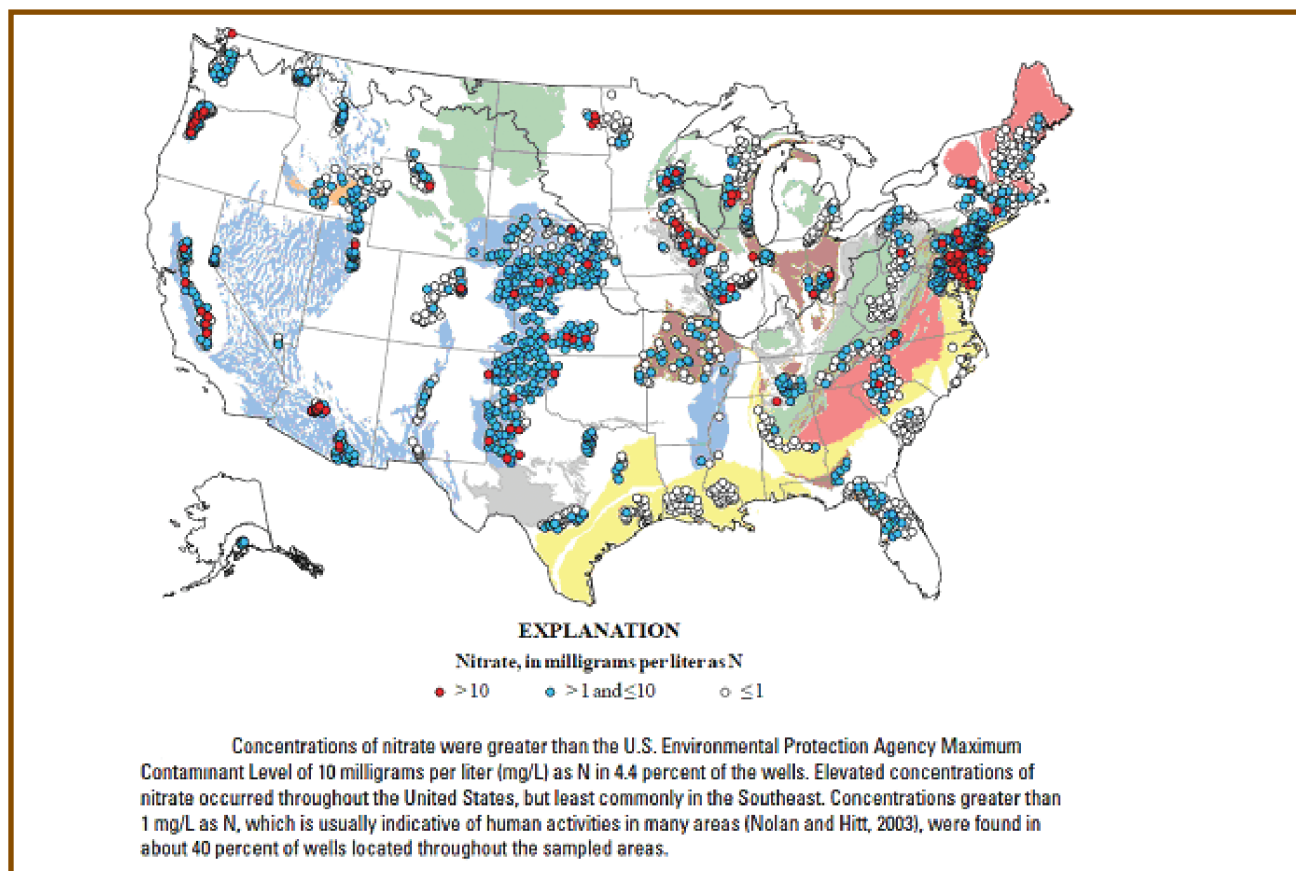 EXPLANATION
Nitrate, in milligrams per liter as N
>10 >1 and ≤10 ≤1
Concentrations of nitrate were greater than the U.S. Environmental Protection Agency Maximum
Contaminant Level of 10 milligrams per liter (mg/L) as N in 4.4 percent of the wells. Elevated concentrations of
nitrate occurred throughout the United States, but least commonly in the Southeast. Concentrations greater than
1 mg/L as N, which is usually indicative of human activities in many areas (Nolan and Hitt, 2003), were found in
about 40 percent of wells located throughout the sampled areas.